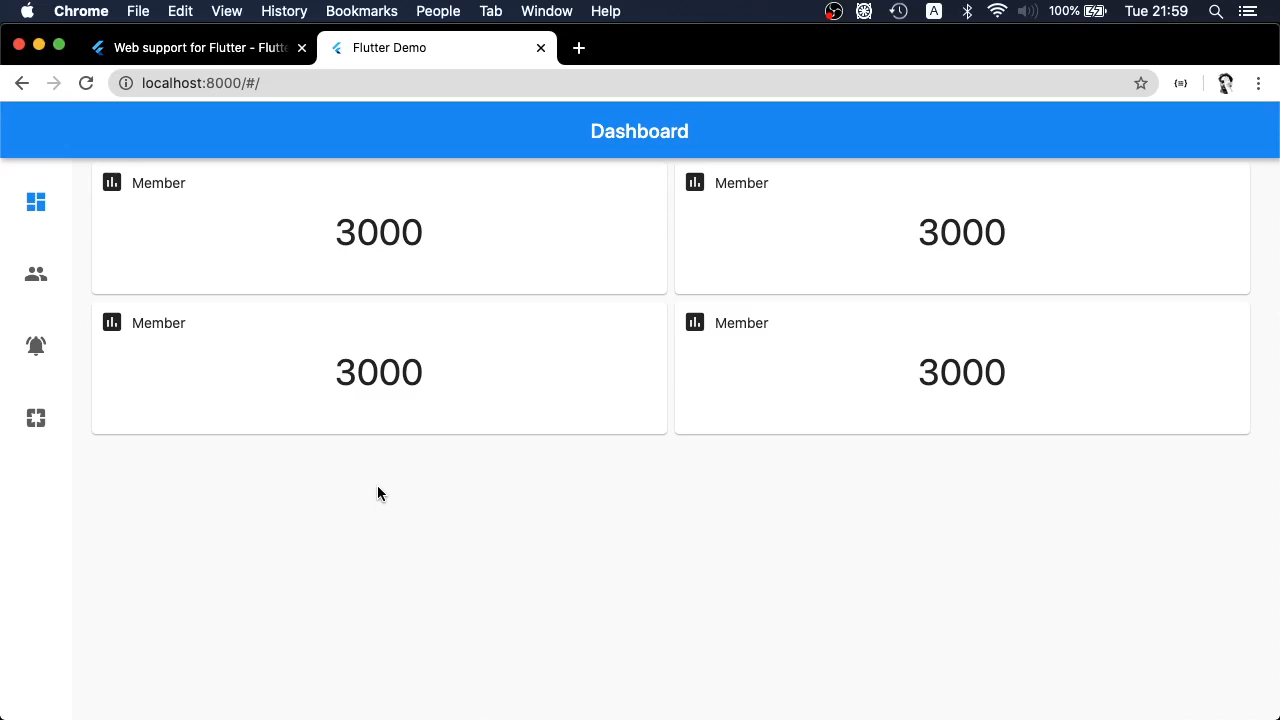 Chrome File Edit View History Bookmarks People Tab Window Help A 100% Tue 21:59
Web support for Flutter - Flutte Flutter Demo
localhost:8000/#/
Dashboard
Member Member
3000 3000
Member Member
3000 3000